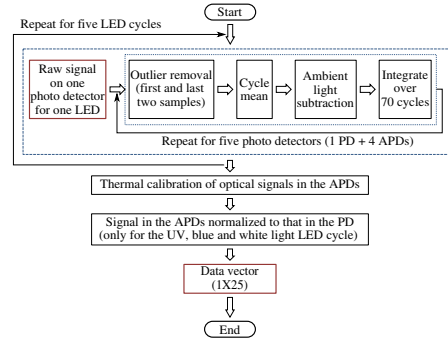 Start
Repeat for five LED cycles
Raw signal
on one
photo detector
for one LED
Outlier removal
(first and last
two samples)
Cycle
mean
Ambient
light
subtraction
Integrate
over
70 cycles
Repeat for five photo detectors (1 PD + 4 APDs)
Thermal calibration of optical signals in the APDs
Signal in the APDs normalized to that in the PD
(only for the UV, blue and white light LED cycle)
Data vector
(1X25)
End